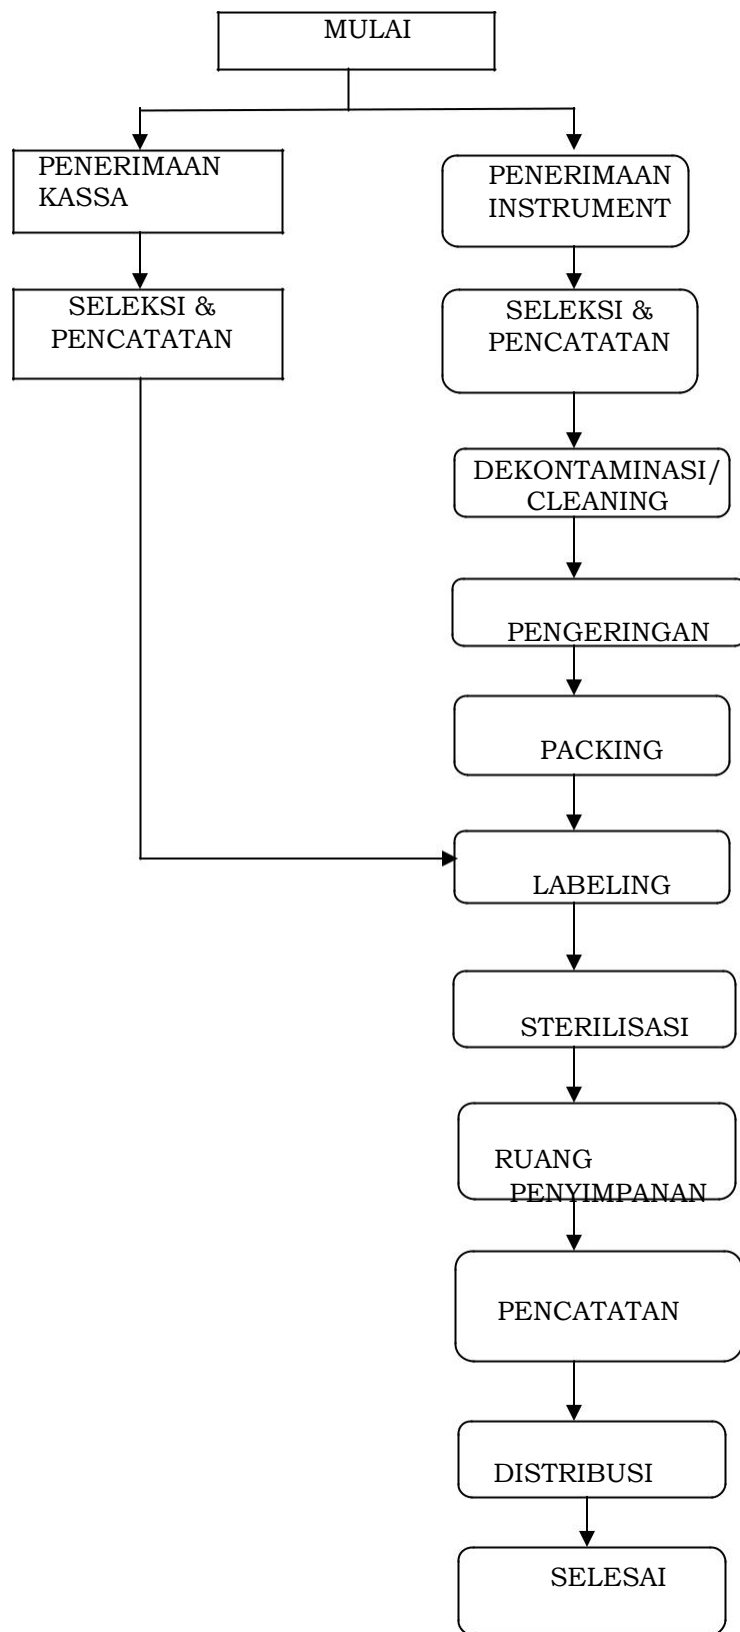 MULAI
PENERIMAAN
KASSA
PENERIMAAN
INSTRUMENT
SELEKSI &
PENCATATAN
SELEKSI &
PENCATATAN
DEKONTAMINASI/
CLEANING
PENGERINGAN
PACKING
LABELING
STERILISASI
RUANG
PENYIMPANAN
PENCATATAN
DISTRIBUSI
SELESAI